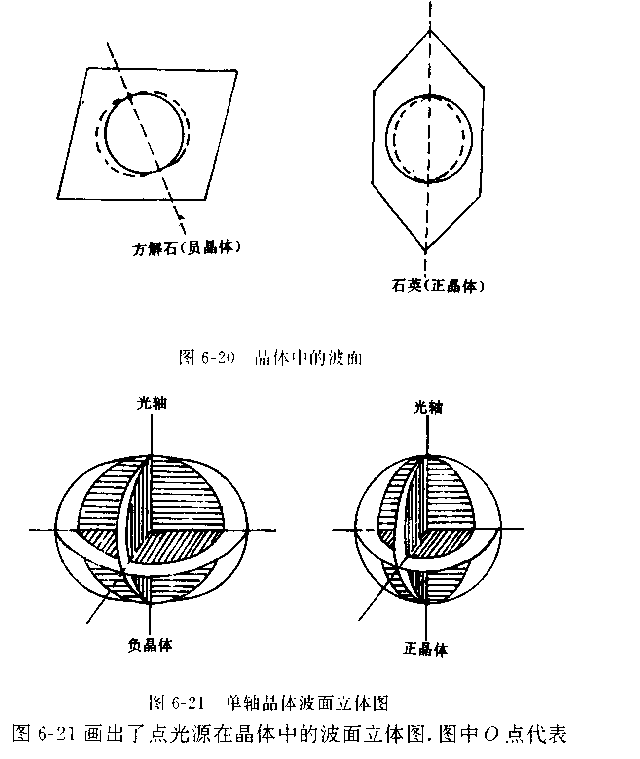 方解石(负晶体)
石英(正晶体)
图 6-20 晶体中的波面
光轴
光轴
负晶体
正晶体
图 6-21 单轴晶体波面立体图
图 6-21 画出了点光源在晶体中的波面立体图.图中 O 点代表